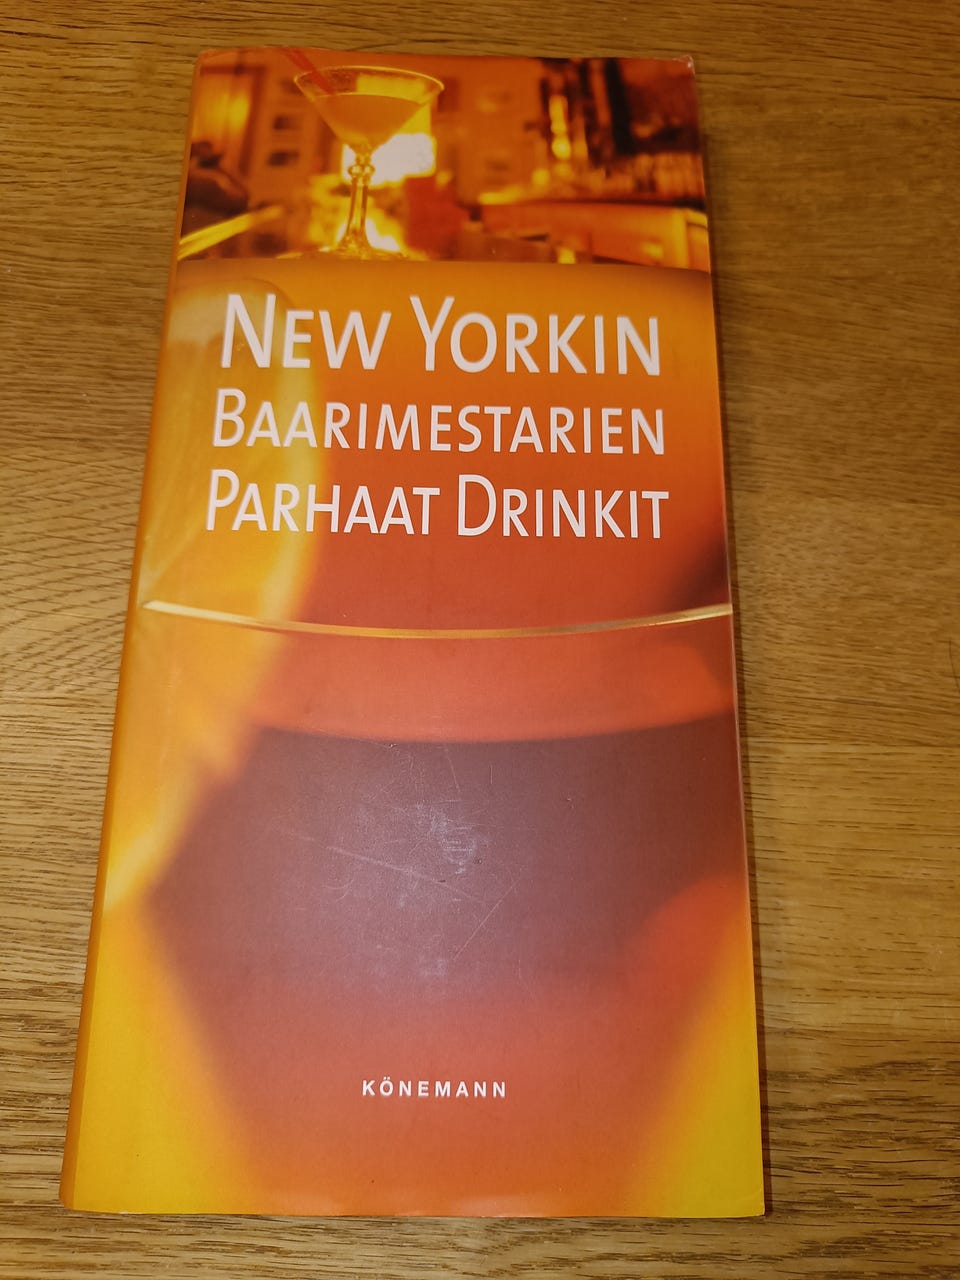 NEW YORKIN
BAARIMESTARIEN
PARHAAT DRINKIT
KÖNEMANN